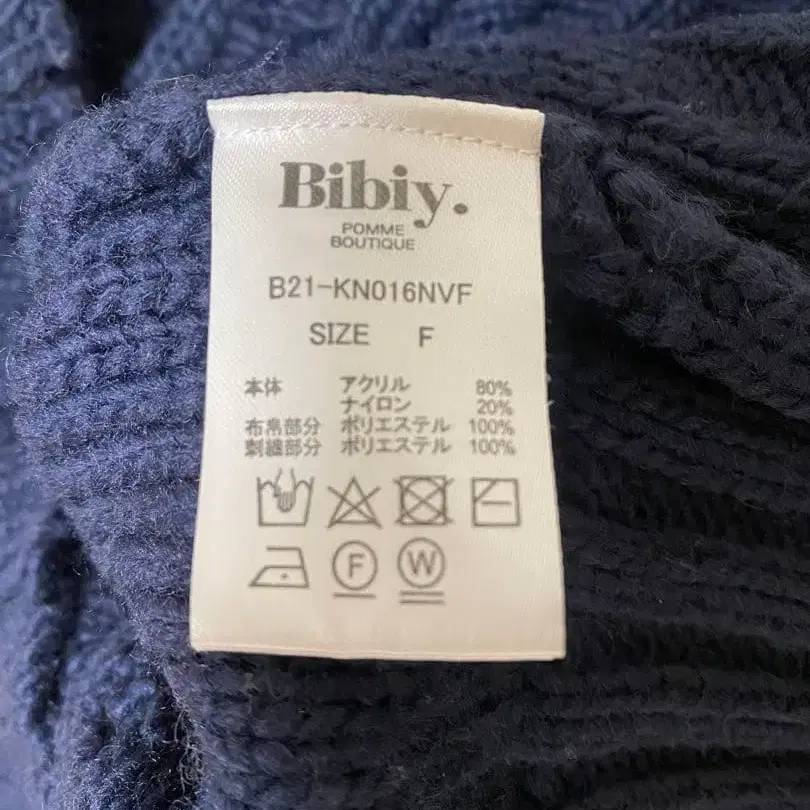 Bibiy.
POMME
BOUTIQUE
B21-KN016NVF
SIZE F
本体 アクリル 80%
ナイロン 20%
布帛部分 ポリエステル 100%
刺繍部分 ポリエステル 100%
F W